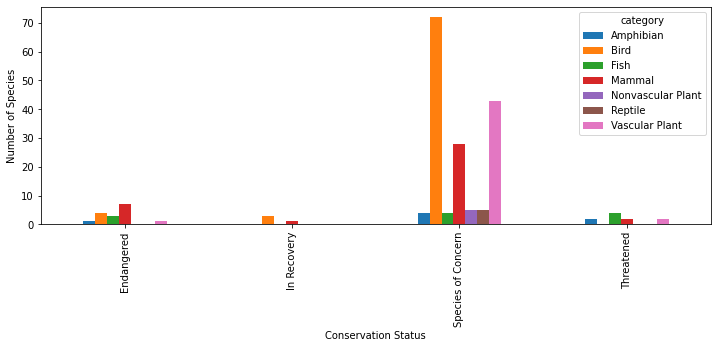 category
Amphibian
Bird
Fish
Mammal
Nonvascular Plant
Reptile
Vascular Plant
Number of Species
70
60
50
40
30
20
10
0
Endangered
In Recovery
Species of Concern
Threatened
Conservation Status